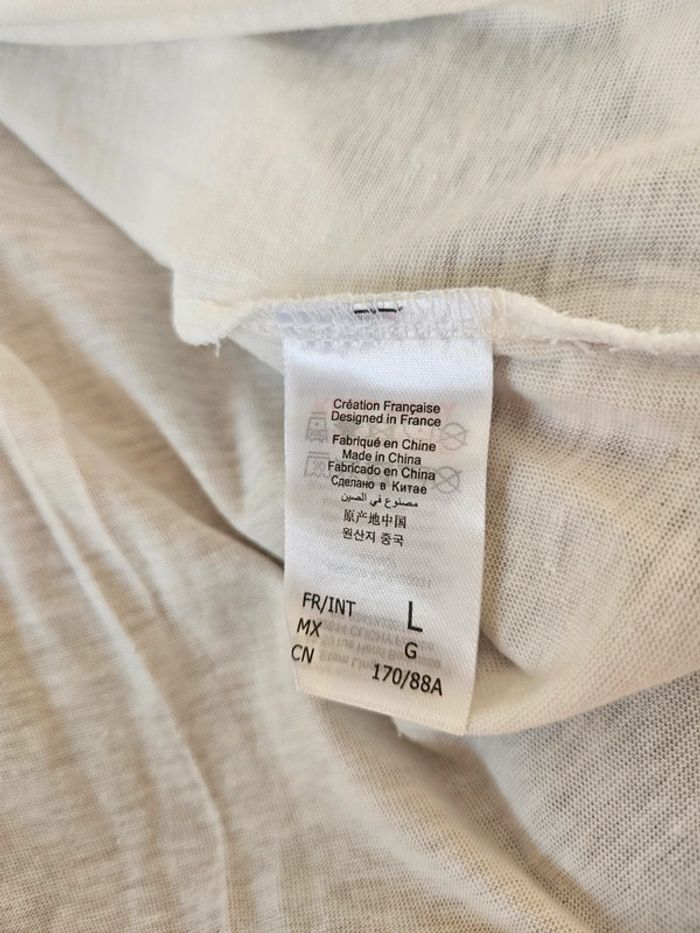 Création Française
Designed in France
Fabriqué en Chine
Made in China
Fabricado en China
Сделано в Китае
مصنوع في الصين
原产地中国
원산지 중국
FR/INT L
MX G
CN 170/88A